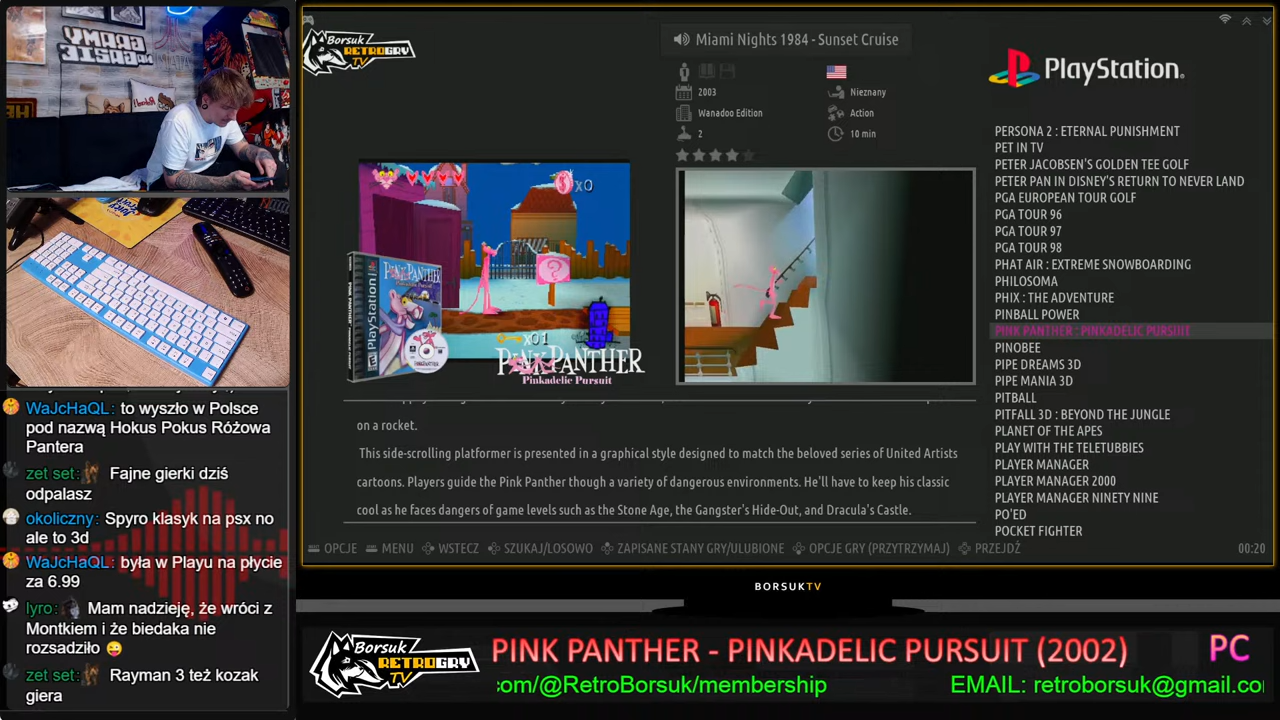 WaJcHaQL: to wyszło w Polsce
pod nazwą Hokus Pokus Różowa
Pantera
zet set: Fajne gierki dziś
odpalasz
okoliczny: Spyro klasyk na psx no
ale to 3d
WaJcHaQL: była w Playu na płycie
za 6.99
lyro: Mam nadzieję, że wróci z
Montkiem i że biedaka nie
rozsadziło
zet set: Rayman 3 też kozak
giera
Borsuk
RETROGRY
TV
Miami Nights 1984 - Sunset Cruise
2003
Nieznany
Wanadoo Edition
Action
2
10 min
x0
x01
PlayStation
PINK PANTHER
PINK PANTHER
Pinkadelic Pursuit
on a rocket.
This side-scrolling platformer is presented in a graphical style designed to match the beloved series of United Artists
cartoons. Players guide the Pink Panther though a variety of dangerous environments. He'll have to keep his classic
cool as he faces dangers of game levels such as the Stone Age, the Gangster's Hide-Out, and Dracula's Castle.
PlayStation.
PERSONA 2 : ETERNAL PUNISHMENT
PET IN TV
PETER JACOBSEN'S GOLDEN TEE GOLF
PETER PAN IN DISNEY'S RETURN TO NEVER LAND
PGA EUROPEAN TOUR GOLF
PGA TOUR 96
PGA TOUR 97
PGA TOUR 98
PHAT AIR : EXTREME SNOWBOARDING
PHILOSOMA
PHIX : THE ADVENTURE
PINBALL POWER
PINK PANTHER : PINKADELIC PURSUIT
PINOBEE
PIPE DREAMS 3D
PIPE MANIA 3D
PITBALL
PITFALL 3D : BEYOND THE JUNGLE
PLANET OF THE APES
PLAY WITH THE TELETUBBIES
PLAYER MANAGER
PLAYER MANAGER 2000
PLAYER MANAGER NINETY NINE
PO'ED
POCKET FIGHTER
OPCJE MENU WSTECZ SZUKAJ/LOSOWO ZAPISANE STANY GRY/ULUBIONE OPCJE GRY (PRZYTRZYMAJ) PRZEJDŹ 00:20
BORSUKTV
Borsuk
RETROGRY
TV
PINK PANTHER - PINKADELIC PURSUIT (2002) PC
com/@RetroBorsuk/membership EMAIL: retroborsuk@gmail.co